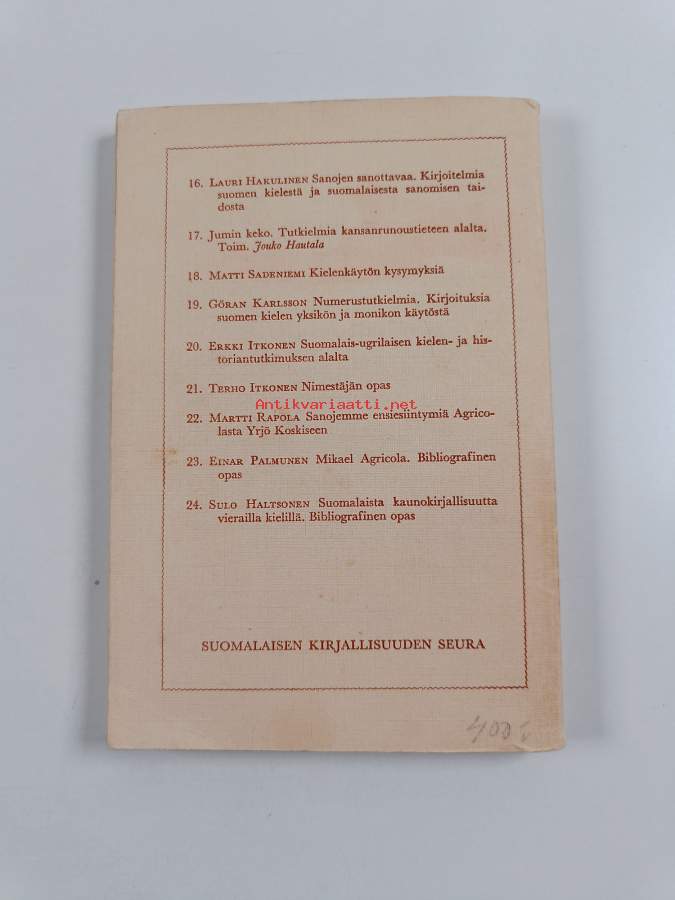 16. LAURI HAKULINEN Sanojen sanottavaa. Kirjoitelmia
suomen kielestä ja suomalaisesta sanomisen tai-
dosta
17. Jumin keko. Tutkielmia kansanrunoustieteen alalta.
Toim. Jouko Hautala
18. MATTI SADENIEMI Kielenkäytön kysymyksiä
19. GÖRAN KARLSSON Numerustutkielmia. Kirjoituksia
suomen kielen yksikön ja monikon käytöstä
20. ERKKI ITKONEN Suomalais-ugrilaisen kielen- ja his-
toriantutkimuksen alalta
21. TERHO ITKONEN Nimestäjän opas
Antikvariaatti.net
22. MARTTI RAPOLA Sanojemme ensiesiintymiä Agrico-
lasta Yrjö Koskiseen
23. EINAR PALMUNEN Mikael Agricola. Bibliografinen
opas
24. SULO HALTSONEN Suomalaista kaunokirjallisuutta
vierailla kielillä. Bibliografinen opas
SUOMALAISEN KIRJALLISUUDEN SEURA
400